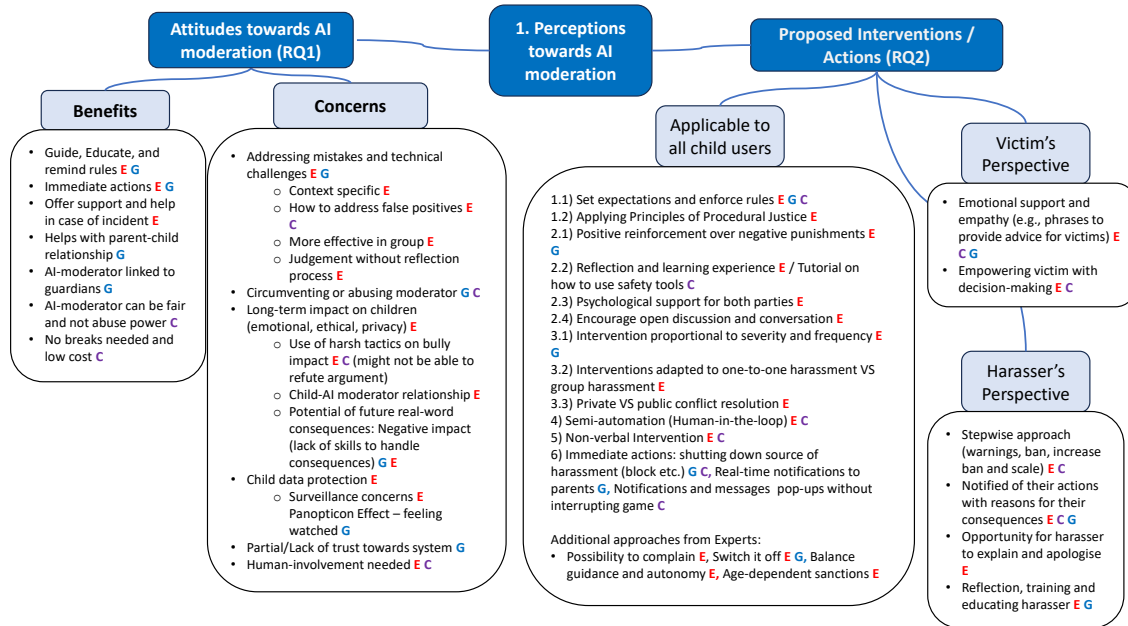 Attitudes towards AI
moderation (RQ1)
1. Perceptions
towards AI
moderation
Proposed Interventions /
Actions (RQ2)
Benefits
• Guide, Educate, and
remind rules E G
• Immediate actions E G
• Offer support and help
in case of incident E
• Helps with parent-child
relationship G
• AI-moderator linked to
guardians G
• AI-moderator can be fair
and not abuse power C
• No breaks needed and
low cost C
Concerns
• Addressing mistakes and technical
challenges E G
o Context specific E
o How to address false positives E
C
o More effective in group E
o Judgement without reflection
process E
• Circumventing or abusing moderator G C
• Long-term impact on children
(emotional, ethical, privacy) E
o Use of harsh tactics on bully
impact E C (might not be able to
refute argument)
o Child-AI moderator relationship E
o Potential of future real-word
consequences: Negative impact
(lack of skills to handle
consequences) G E
• Child data protection E
o Surveillance concerns E
Panopticon Effect – feeling
watched G
• Partial/Lack of trust towards system G
• Human-involvement needed E C
Applicable to
all child users
1.1) Set expectations and enforce rules E G C
1.2) Applying Principles of Procedural Justice E
2.1) Positive reinforcement over negative punishments E
G
2.2) Reflection and learning experience E / Tutorial on
how to use safety tools C
2.3) Psychological support for both parties E
2.4) Encourage open discussion and conversation E
3.1) Intervention proportional to severity and frequency E
G
3.2) Interventions adapted to one-to-one harassment VS
group harassment E
3.3) Private VS public conflict resolution E
4) Semi-automation (Human-in-the-loop) E C
5) Non-verbal Intervention E C
6) Immediate actions: shutting down source of
harassment (block etc.) G C, Real-time notifications to
parents G, Notifications and messages pop-ups without
interrupting game C
Additional approaches from Experts:
• Possibility to complain E, Switch it off E G, Balance
guidance and autonomy E, Age-dependent sanctions E
Victim's
Perspective
• Emotional support and
empathy (e.g., phrases to
provide advice for victims) E
C G
• Empowering victim with
decision-making E C
Harasser's
Perspective
• Stepwise approach
(warnings, ban, increase
ban and scale) E C
• Notified of their actions
with reasons for their
consequences E C G
• Opportunity for harasser
to explain and apologise
E
• Reflection, training and
educating harasser E G